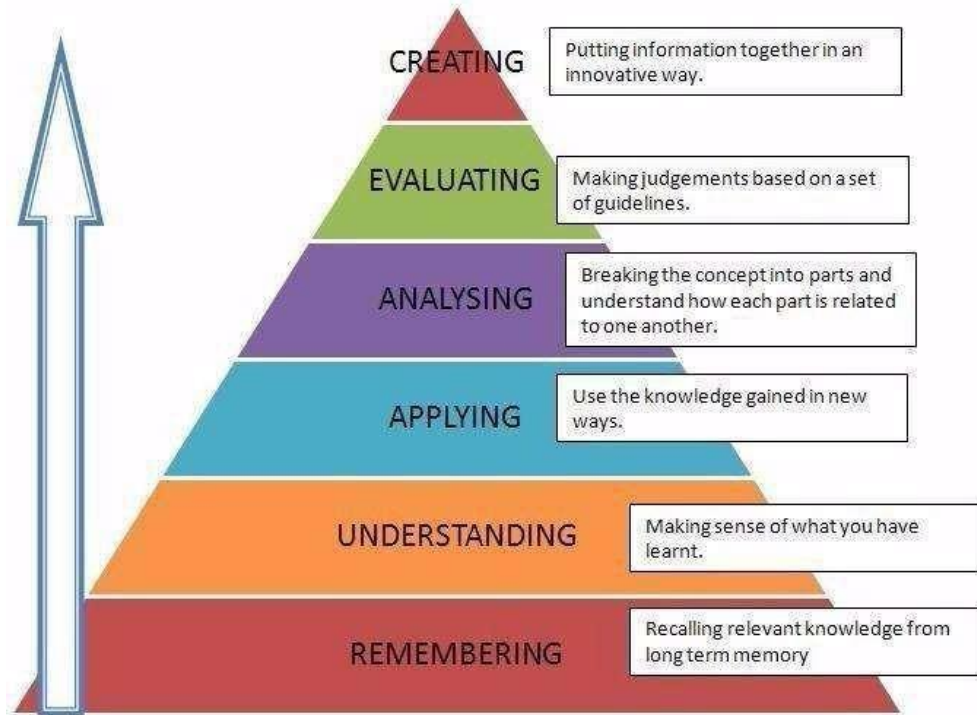 CREATING
Putting information together in an
innovative way.
EVALUATING
Making judgements based on a set
of guidelines.
ANALYSING
Breaking the concept into parts and
understand how each part is related
to one another.
APPLYING
Use the knowledge gained in new
ways.
UNDERSTANDING
Making sense of what you have
learnt.
REMEMBERING
Recalling relevant knowledge from
long term memory